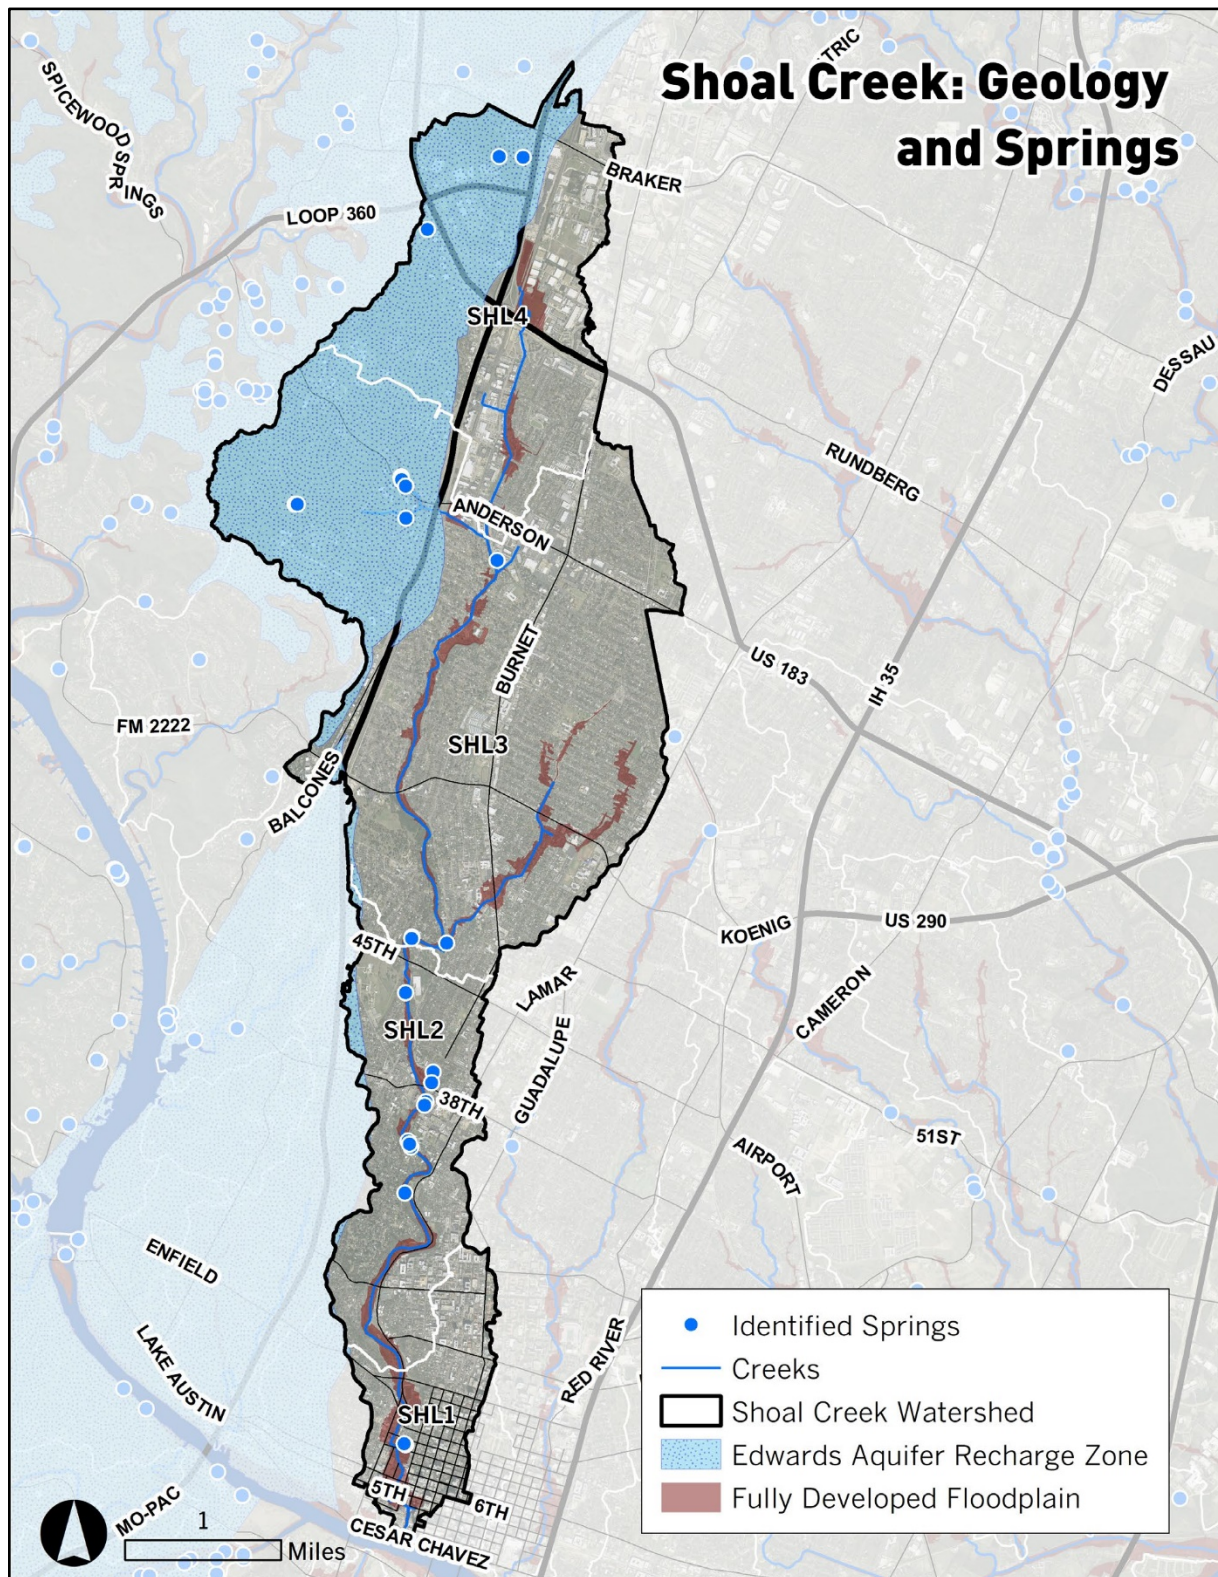 Shoal Creek: Geology
and Springs
TRIC
SPICEWOOD SPRINGS
BRAKER
LOOP 360
SHL4
DESSAU
RUNDBERG
ANDERSON
BURNET
US 183
IH 35
FM 2222
SHL3
BALCONES
KOENIG
US 290
45TH
LAMAR
CAMERON
SHL2
GUADALUPE
38TH
51ST
AIRPORT
ENFIELD
LAKE AUSTIN
RED RIVER
SHL1
5TH
6TH
MO-PAC
CESAR CHAVEZ
Identified Springs
Creeks
Shoal Creek Watershed
Edwards Aquifer Recharge Zone
Fully Developed Floodplain
1
Miles